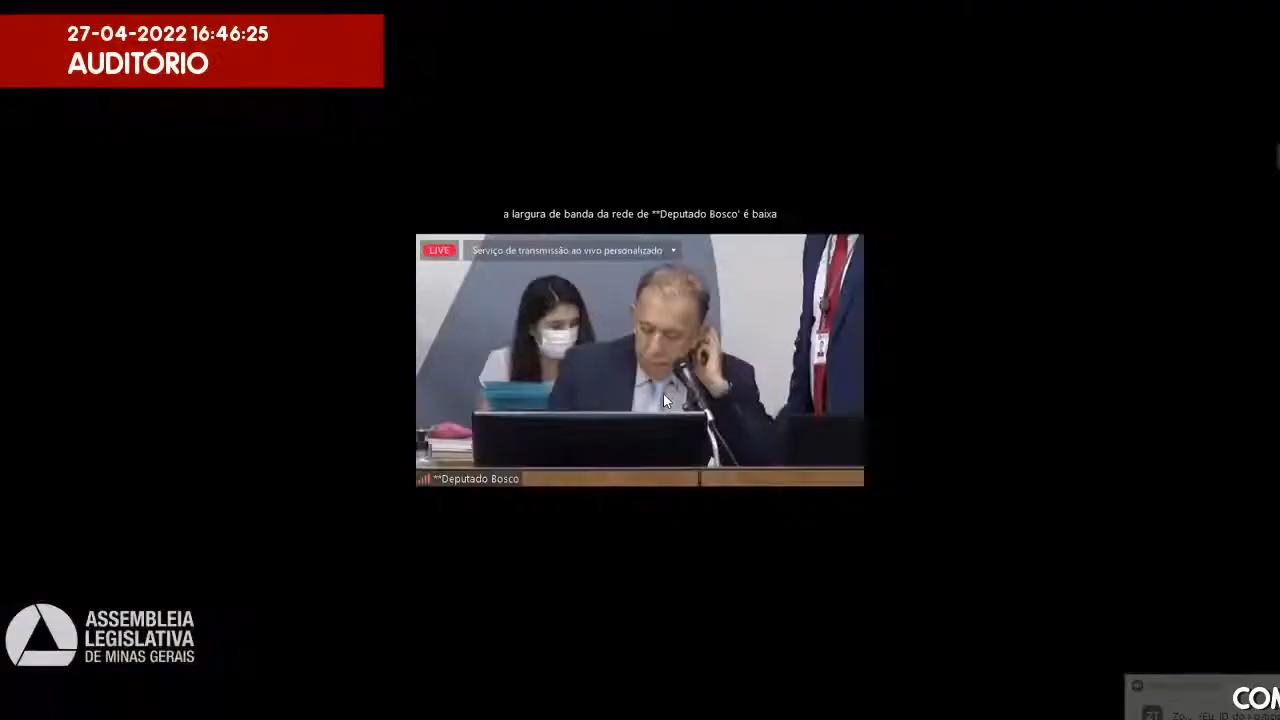 27-04-2022 16:46:25
AUDITÓRIO
a largura de banda da rede de **Deputado Bosco' é baixa
LIVE
Serviço de transmissão ao vivo personalizado
**Deputado Bosco
ASSEMBLEIA
LEGISLATIVA
DE MINAS GERAIS
COM